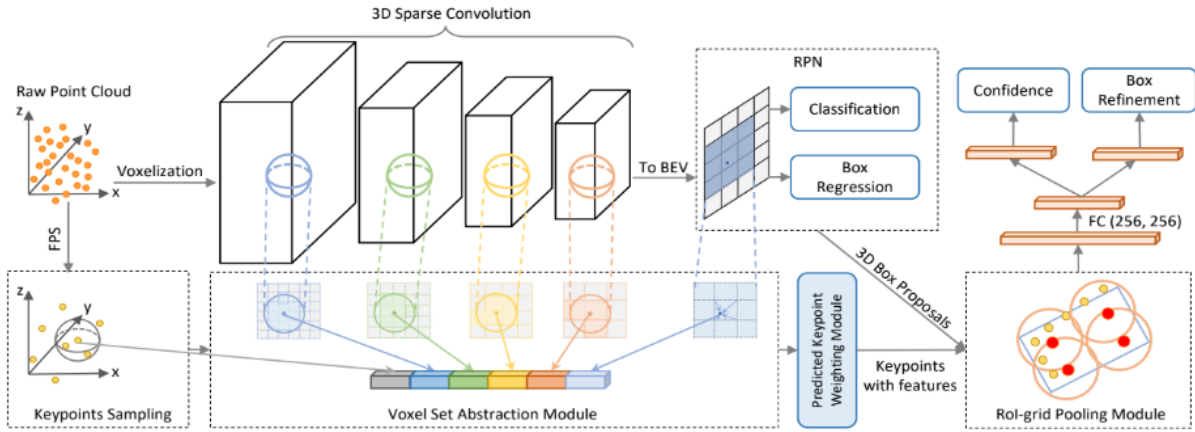 3D Sparse Convolution
Raw Point Cloud
z
y
x
Voxelization
FPS
To BEV
RPN
Classification
Box
Regression
Confidence
Box
Refinement
FC (256, 256)
3D Box Proposals
z
y
x
Keypoints Sampling
Voxel Set Abstraction Module
Predicted Keypoint
Weighting Module
Keypoints
with features
RoI-grid Pooling Module